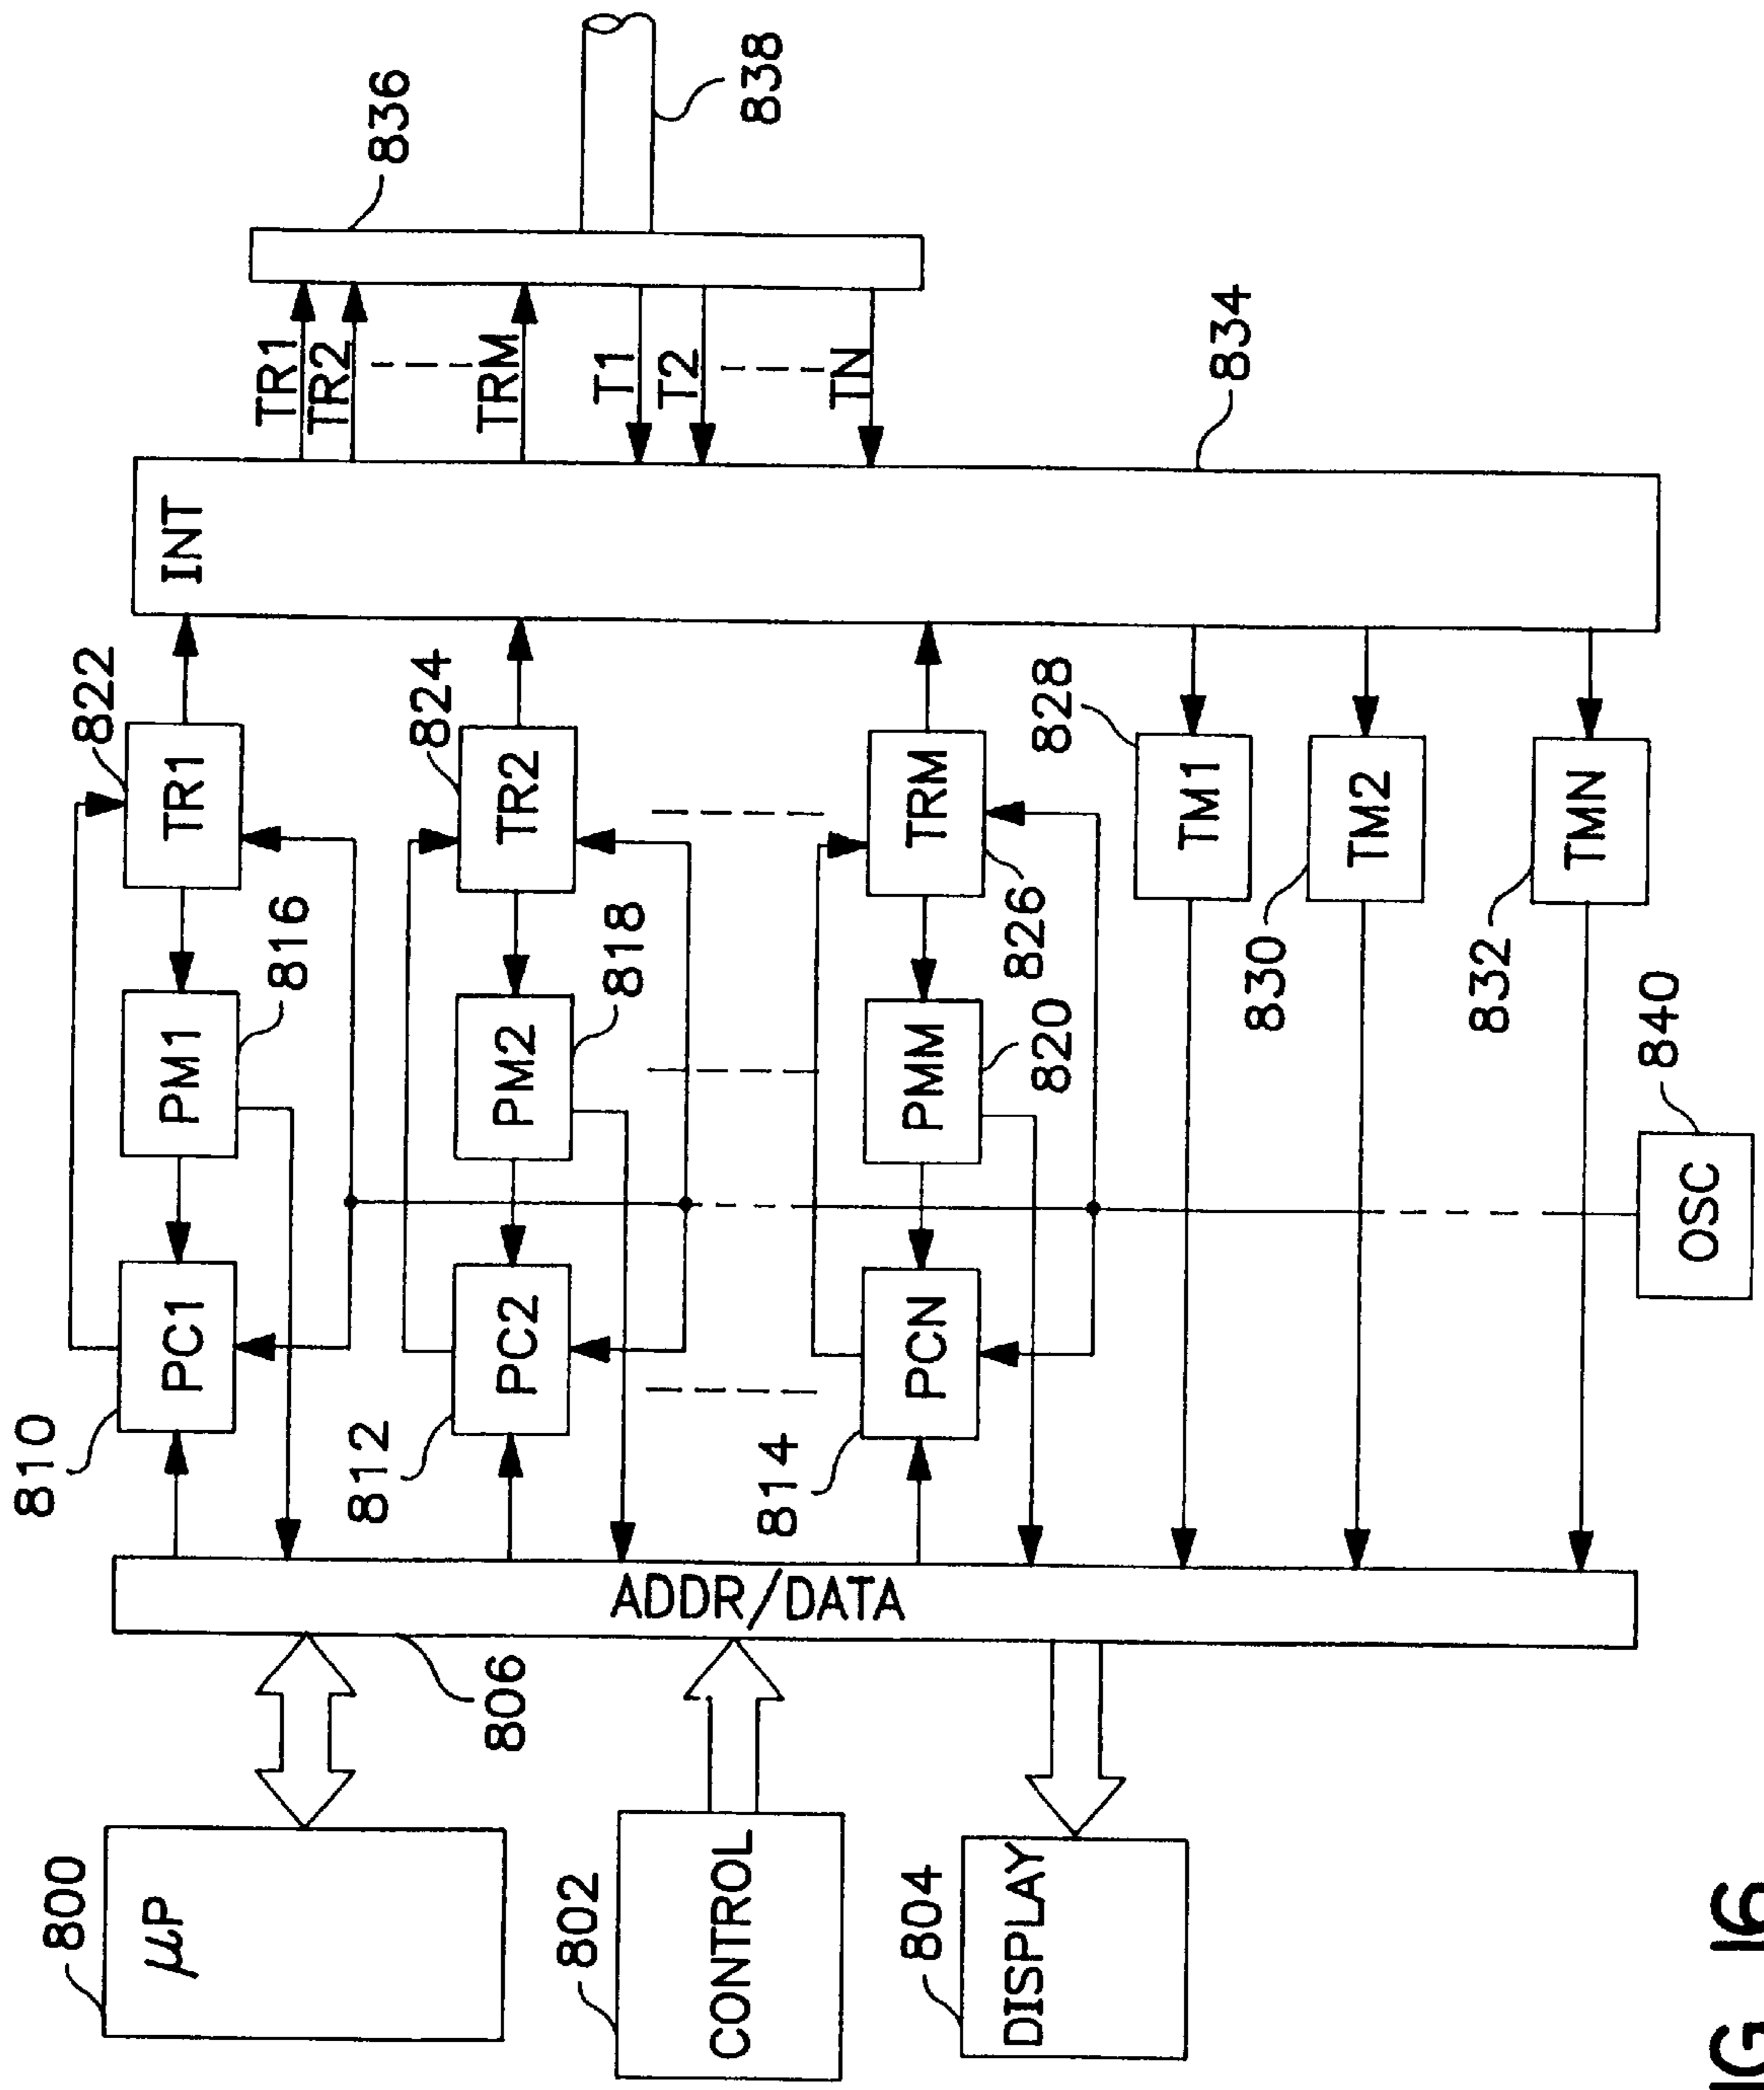 800
μP
802
CONTROL
804
DISPLAY
806
ADDR/DATA
810
PC1
812
PC2
814
PCN
PM1
816
PM2
818
PMM
820
822
TR1
824
TR2
TRM
826
828
TM1
830
TM2
832
TMN
840
OSC
INT
834
TR1
TR2
TRM
T1
T2
TN
836
838
IG 16